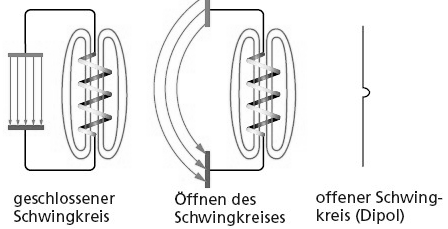 geschlossener
Schwingkreis
Öffnen des
Schwingkreises
offener Schwing-
kreis (Dipol)